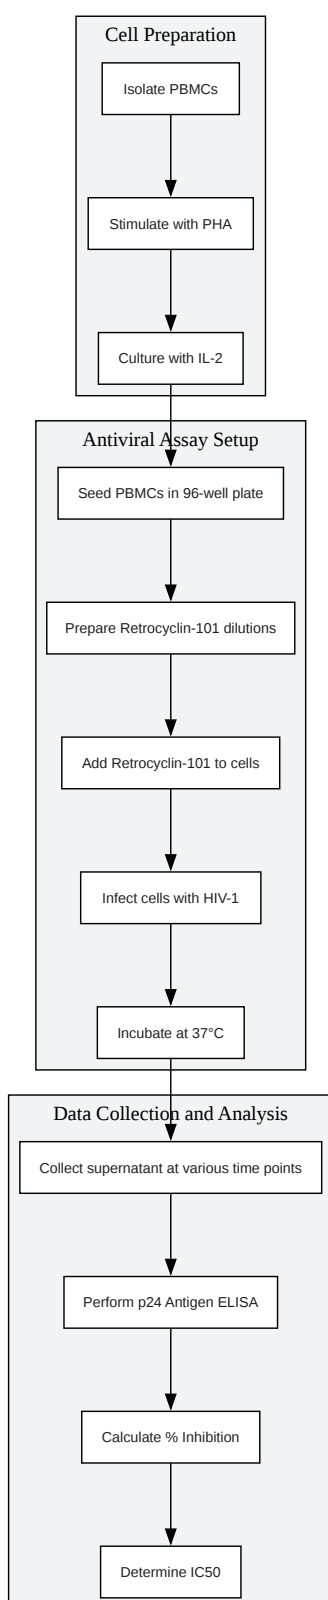 Cell Preparation
Isolate PBMCs
Stimulate with PHA
Culture with IL-2
Antiviral Assay Setup
Seed PBMCs in 96-well plate
Prepare Retrocyclin-101 dilutions
Add Retrocyclin-101 to cells
Infect cells with HIV-1
Incubate at 37°C
Data Collection and Analysis
Collect supernatant at various time points
Perform p24 Antigen ELISA
Calculate % Inhibition
Determine IC50